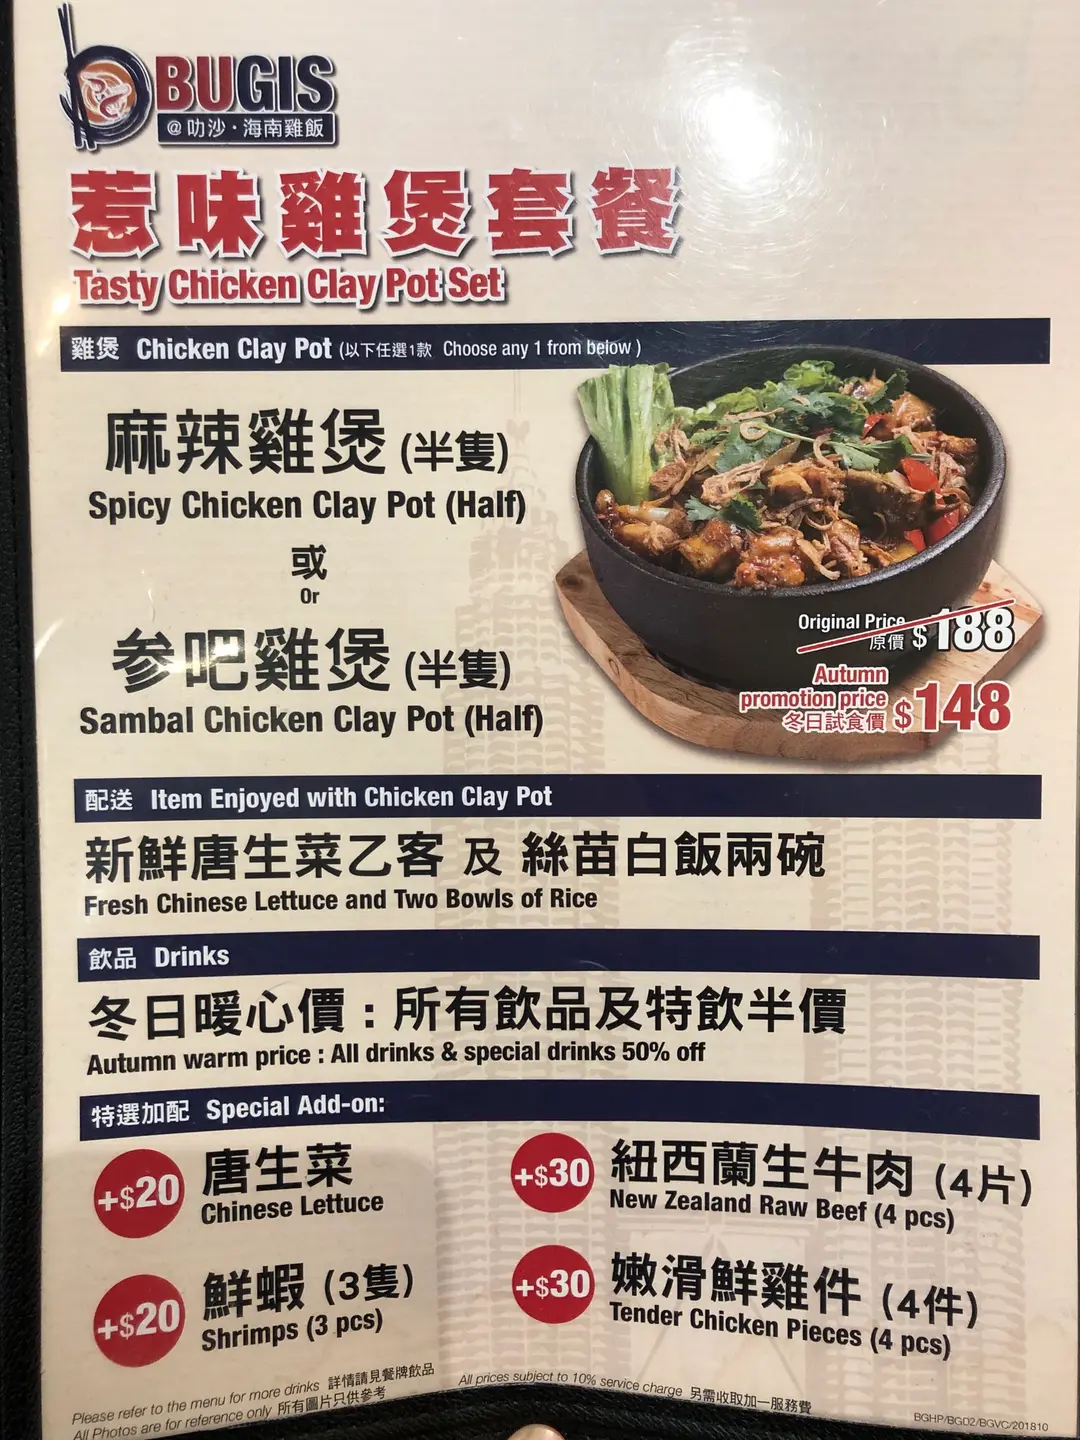 BUGIS
@叻沙·海南雞飯
惹味雞煲套餐
Tasty Chicken Clay Pot Set
雞煲 Chicken Clay Pot (以下任選1款 Choose any 1 from below)
麻辣雞煲 (半隻)
Spicy Chicken Clay Pot (Half)
或
Or
参吧雞煲 (半隻)
Sambal Chicken Clay Pot (Half)
Original Price
原價 $188
Autumn
promotion price
冬日試食價 $148
配送 Item Enjoyed with Chicken Clay Pot
新鮮唐生菜乙客 及 絲苗白飯兩碗
Fresh Chinese Lettuce and Two Bowls of Rice
飲品 Drinks
冬日暖心價：所有飲品及特飲半價
Autumn warm price : All drinks & special drinks 50% off
特選加配 Special Add-on:
+$20 唐生菜
Chinese Lettuce
+$30 紐西蘭生牛肉 (4片)
New Zealand Raw Beef (4 pcs)
+$20 鮮蝦 (3隻)
Shrimps (3 pcs)
+$30 嫩滑鮮雞件 (4件)
Tender Chicken Pieces (4 pcs)
Please refer to the menu for more drinks 詳情請見餐牌飲品
All Photos are for reference only 所有圖片只供參考
All prices subject to 10% service charge 另需收取加一服務費
BGHP/BGD2/BGVC/201810